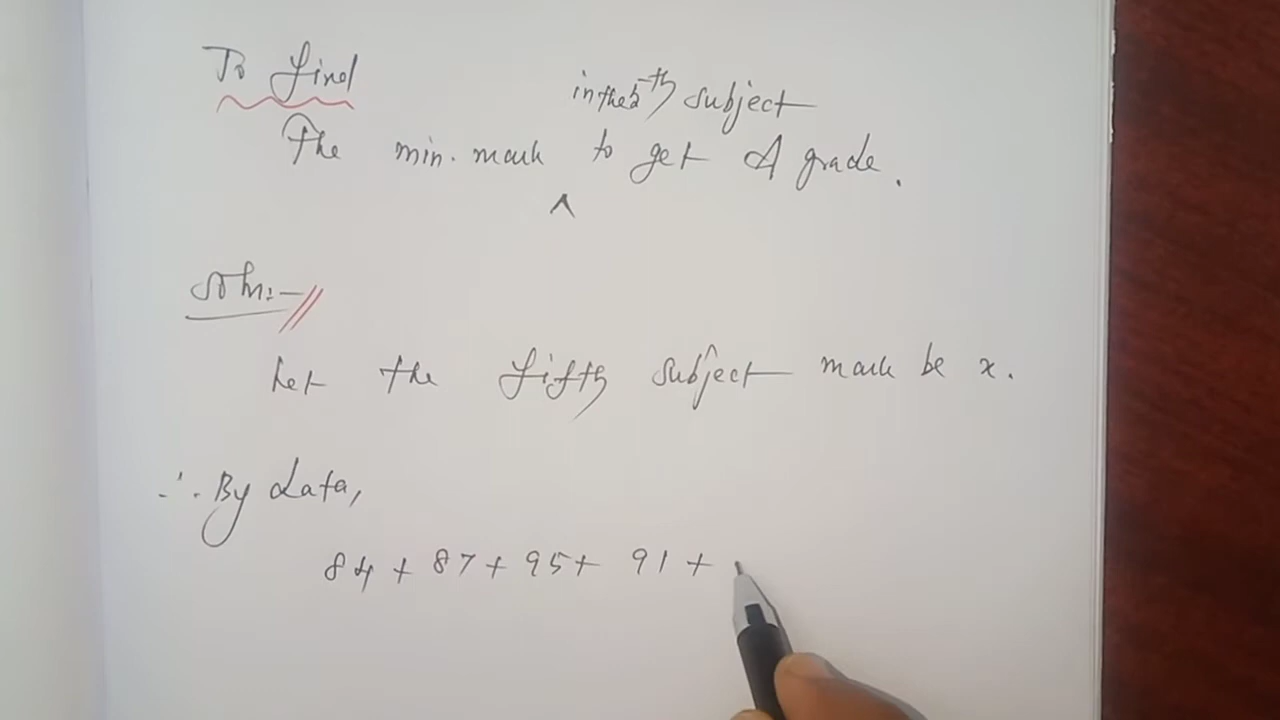 To find
in the 5th subject
The min. mark ^ to get A grade.
Soln:-
Let the fifth subject mark be x.
∴ By data,
84 + 87 + 95 + 91 +